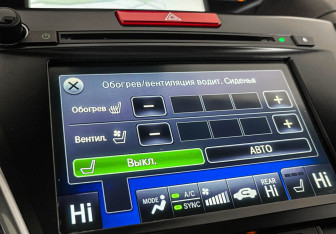 Обогрев/вентиляция водит. Сиденья
Обогрев
Вентил.
Выкл. АВТО
Hi MODE A/C SYNC REAR Hi Hi